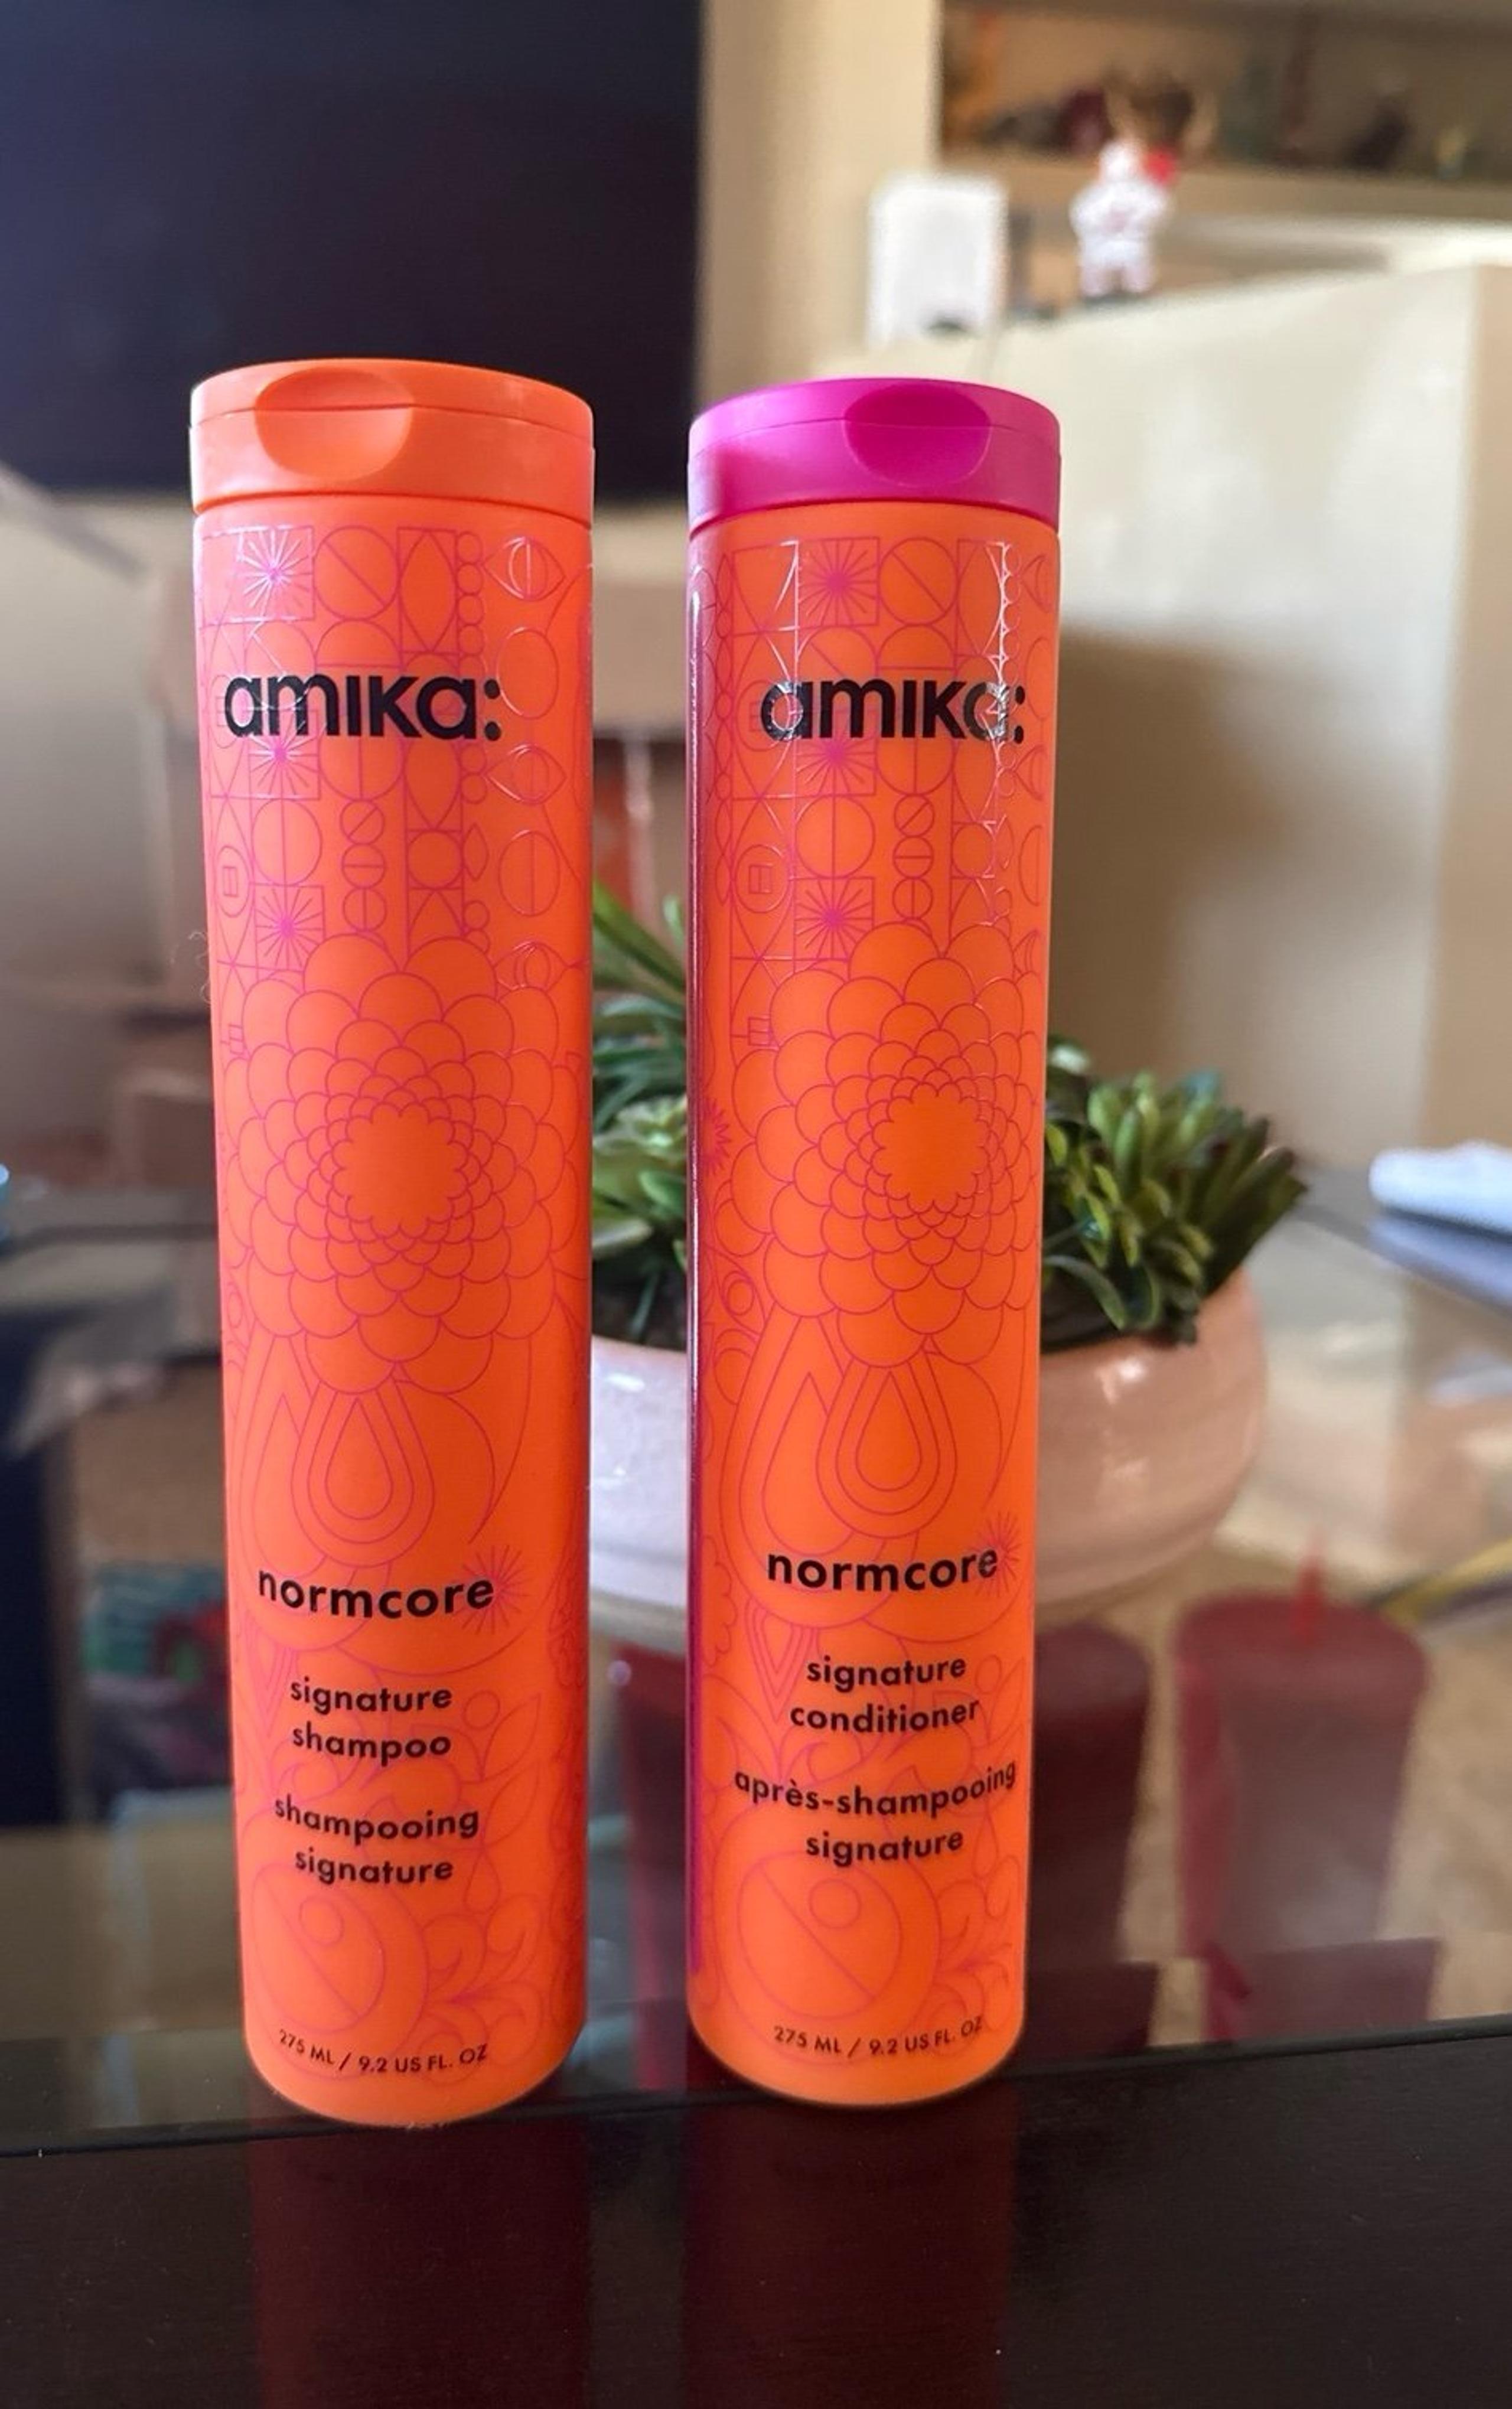 amika:
normcore
signature
shampoo
shampooing
signature
275 ML / 9.2 US FL. OZ
amika:
normcore
signature
conditioner
après-shampooing
signature
275 ML / 9.2 US FL. OZ